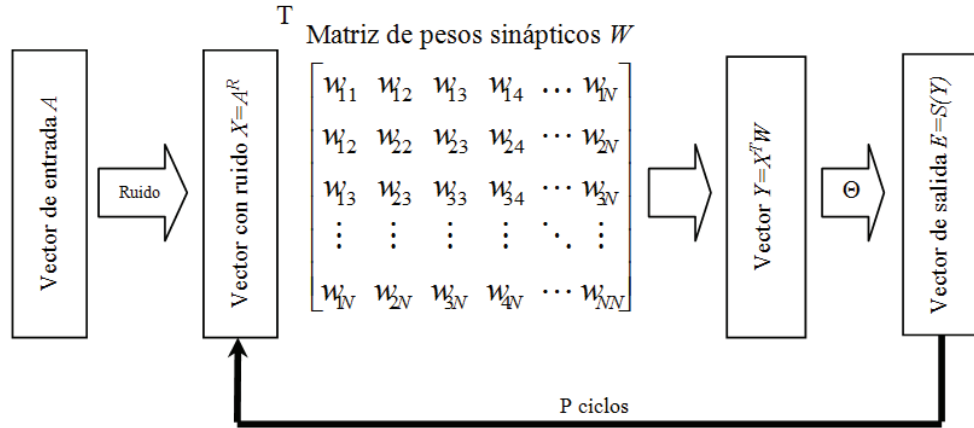 T
Matriz de pesos sinápticos W
Vector de entrada A
Ruido
Vector con ruido X=A^R
w11 w12 w13 w14 ⋯ w1N
w12 w22 w23 w24 ⋯ w2N
w13 w23 w33 w34 ⋯ w3N
⋮ ⋮ ⋮ ⋮ ⋱ ⋮
w1N w2N w3N w4N ⋯ wNN
Vector Y=X^T W
Θ
Vector de salida E=S(Y)
P ciclos